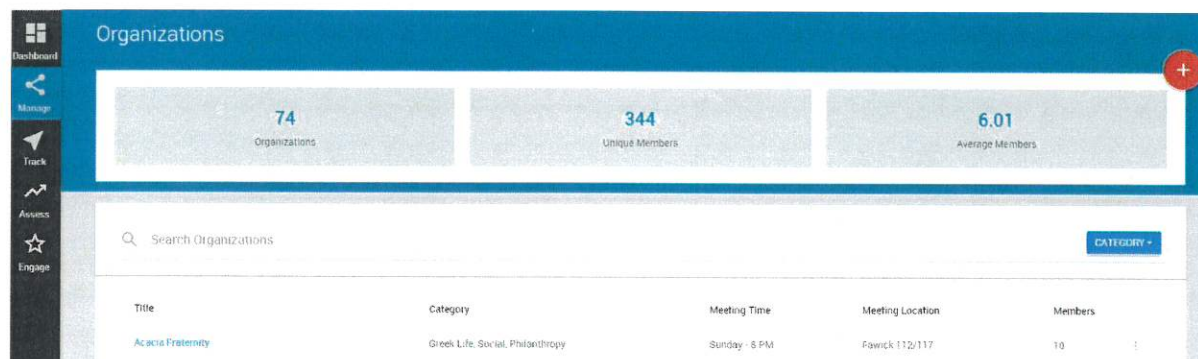 Organizations
Dashboard
Manage
Track
Assess
Engage
+
74
Organizations
344
Unique Members
6.01
Average Members
Search Organizations
CATEGORY
Title Category Meeting Time Meeting Location Members
Acacia Fraternity Greek Life, Social, Philanthropy Sunday - 8 PM Fawick 112/117 10